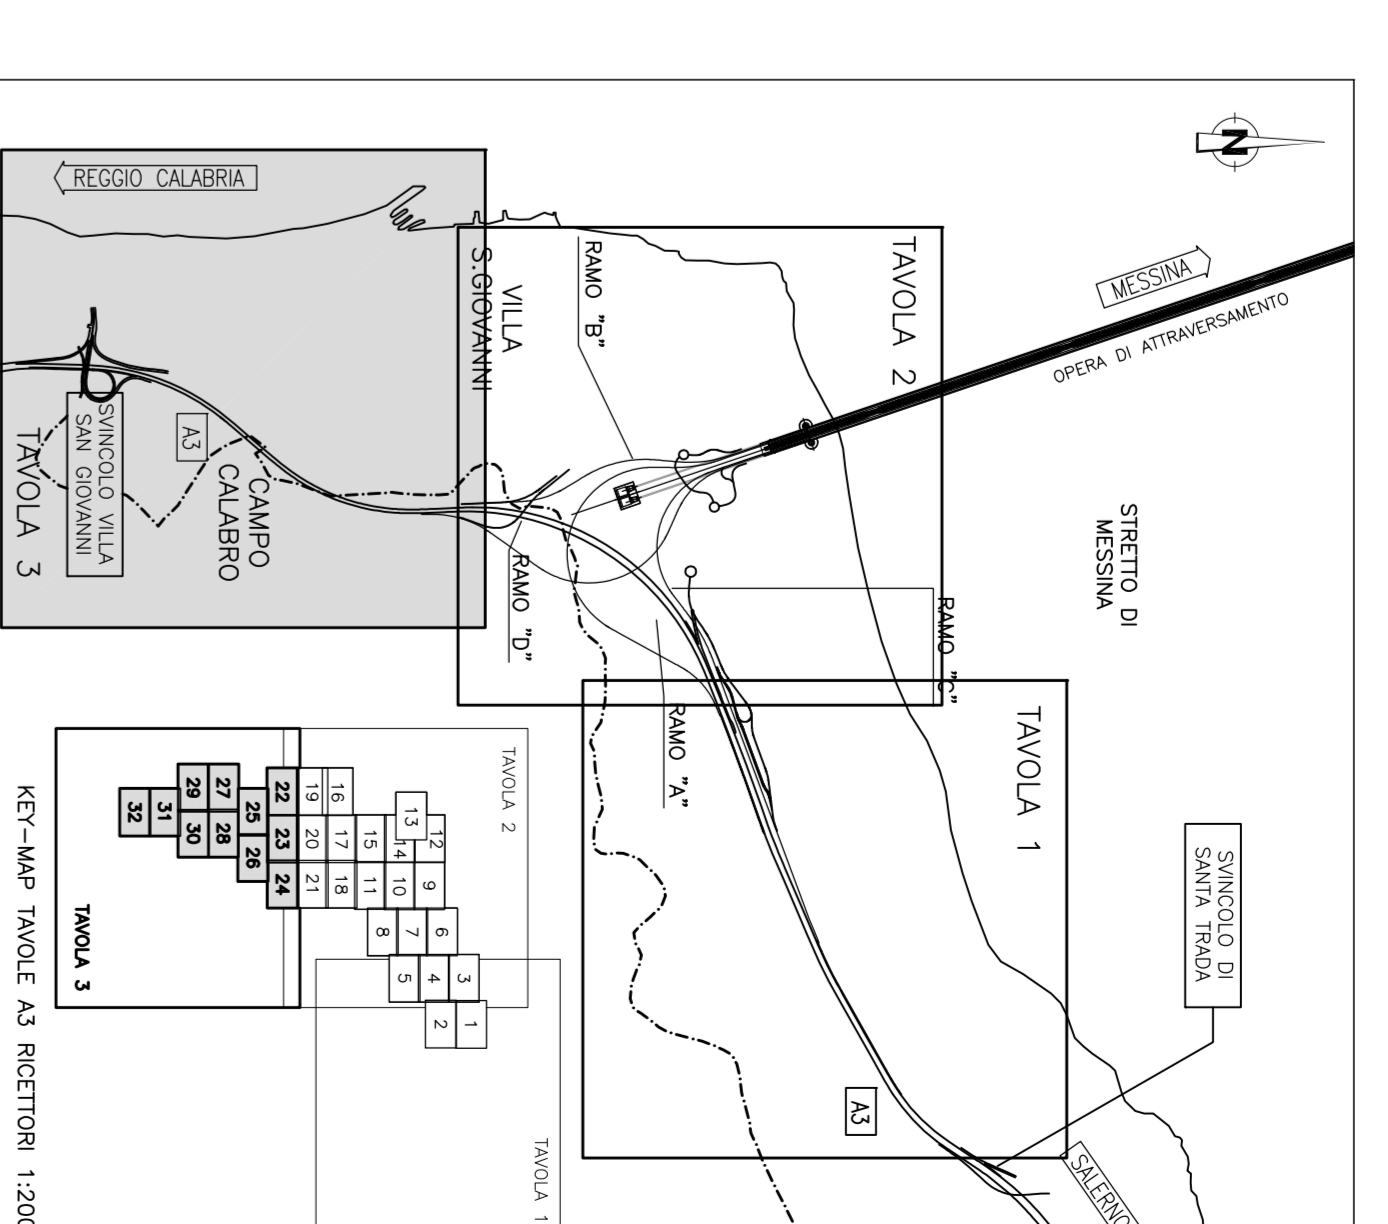 N
REGGIO CALABRIA
MESSINA
OPERA DI ATTRAVERSAMENTO
STRETTO DI
MESSINA
TAVOLA 2
RAMO "B"
VILLA
S.GIOVANNI
A3
SVINCOLO VILLA
SAN GIOVANNI
CAMPO
CALABRO
TAVOLA 3
RAMO "D"
RAMO "C"
RAMO "A"
TAVOLA 1
SVINCOLO DI
SANTA TRADA
A3
SALERNO
TAVOLA 2
13
12
16
19
22
27
29
25
31
32
15
14
17
20
23
28
30
26
9
10
11
18
21
24
6
7
8
3
4
5
1
2
TAVOLA 3
TAVOLA 1
KEY-MAP TAVOLE A3 RICETTORI 1:200